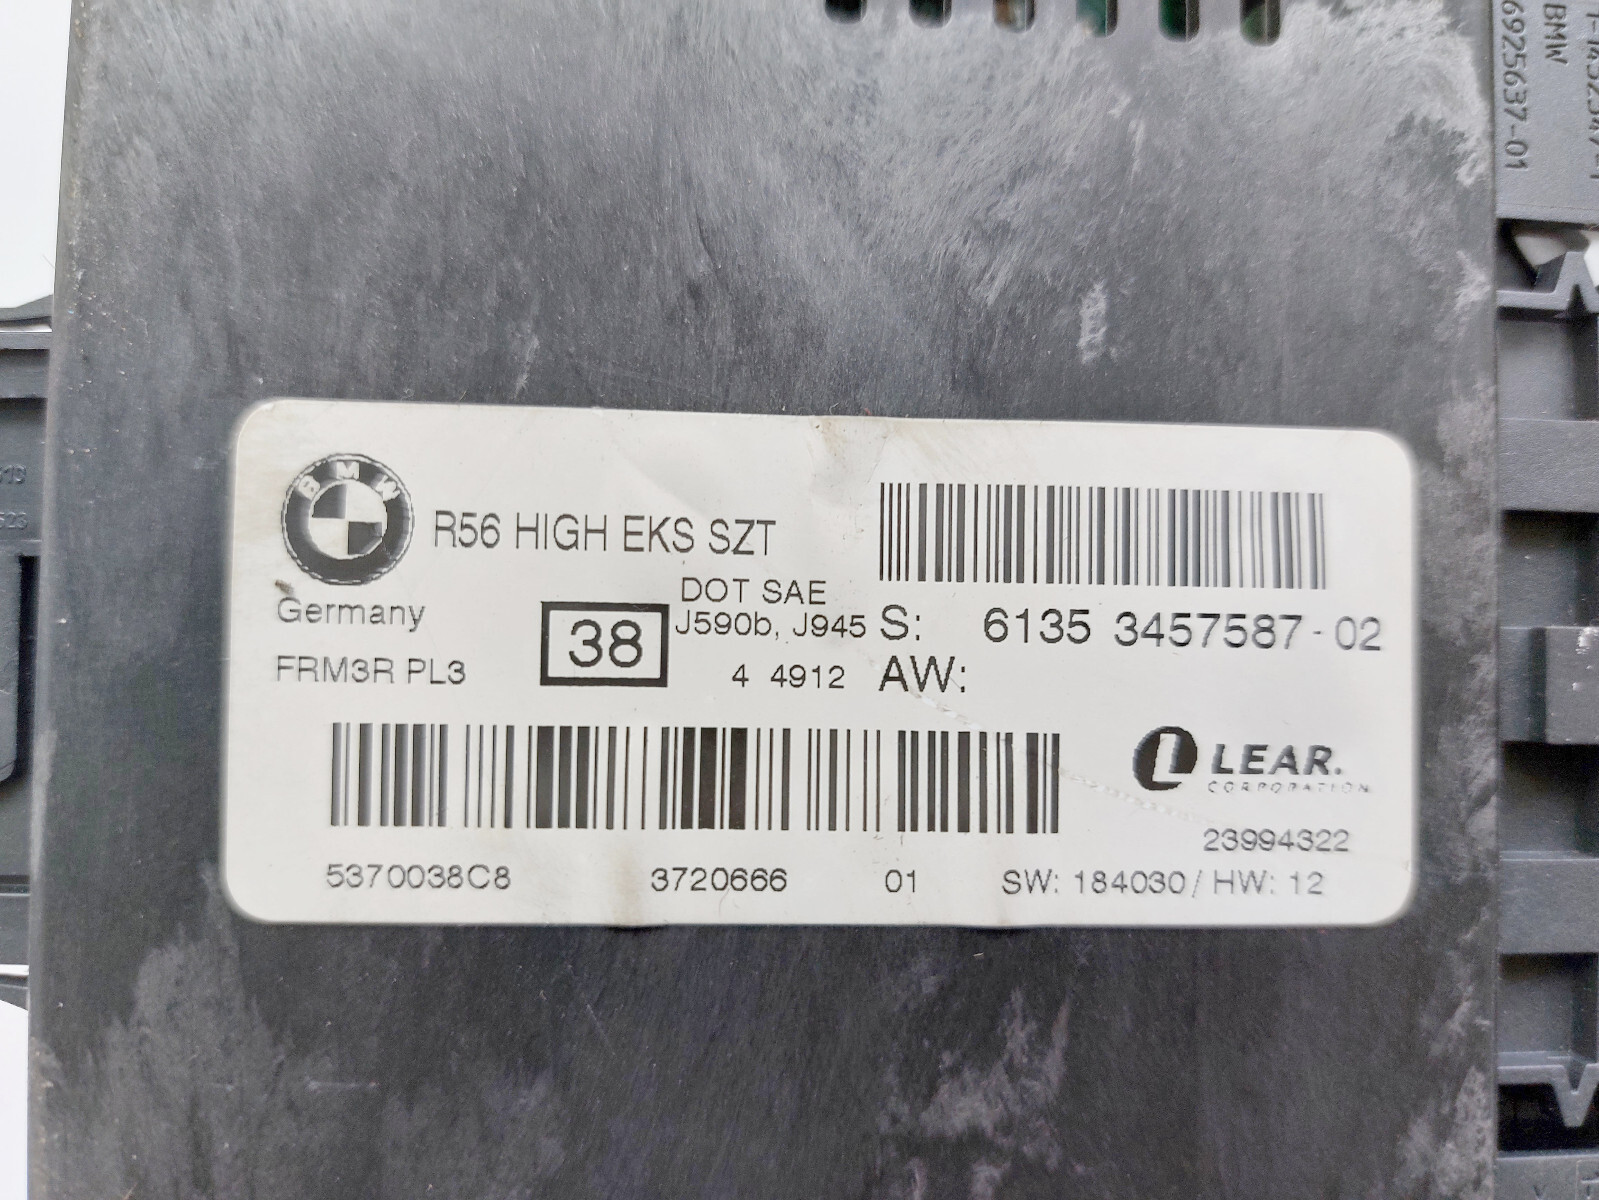 BMW
6925637-01
BMW
R56 HIGH EKS SZT
Germany
DOT SAE
38
J590b, J945
S: 6135 3457587-02
FRM3R PL3
4 4912
AW:
LEAR.
CORPORATION
23994322
5370038C8 3720666 01 SW: 184030/ HW: 12